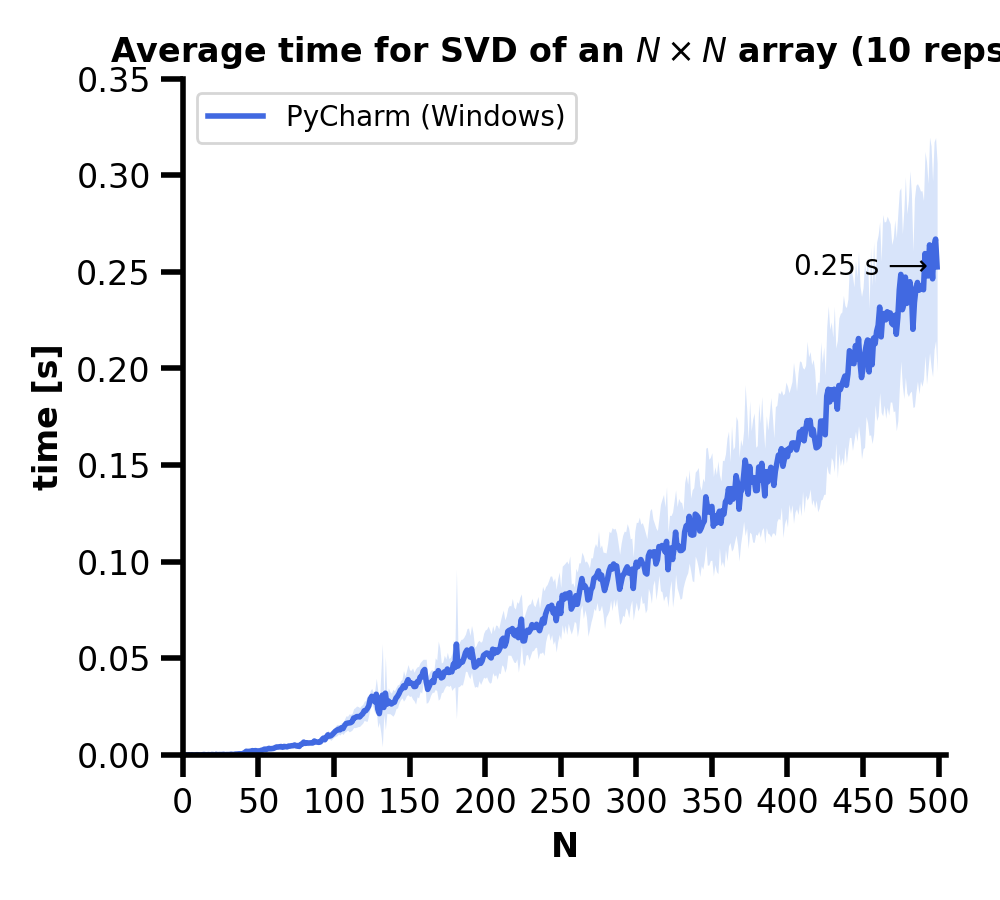 Average time for SVD of an N × N array (10 reps
0.35
PyCharm (Windows)
0.30
0.25 s ⟶
0.25
0.20
0.15
0.10
0.05
0.00
time [s]
0 50 100 150 200 250 300 350 400 450 500
N